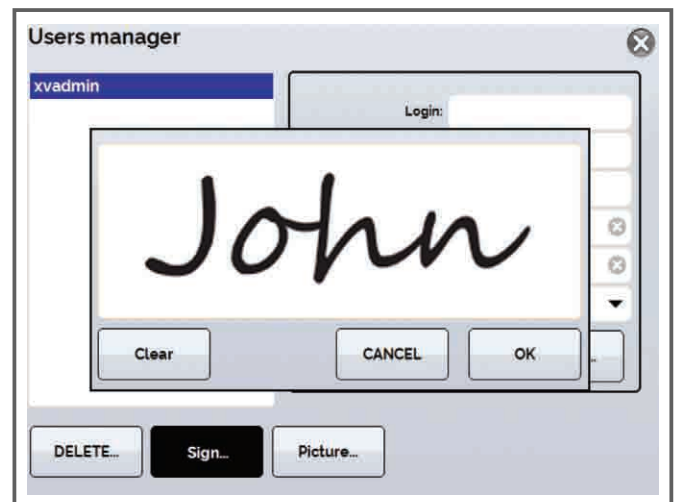 Users manager
xvadmin
Login:
John
Clear CANCEL OK ..
DELETE... Sign... Picture...